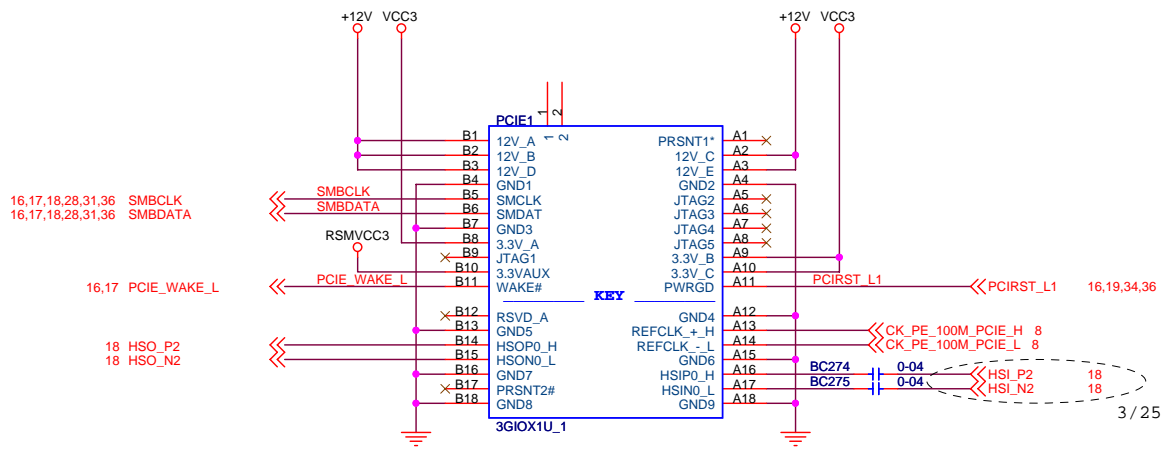 +12V VCC3 +12V VCC3
1 2
PCIE1 1 2
B1 12V_A PRSNT1* A1
B2 12V_B 12V_C A2
B3 12V_D 12V_E A3
B4 GND1 GND2 A4
16,17,18,28,31,36 SMBCLK SMBCLK B5 SMCLK JTAG2 A5
16,17,18,28,31,36 SMBDATA SMBDATA B6 SMDAT JTAG3 A6
B7 GND3 JTAG4 A7
RSMVCC3 B8 3.3V_A JTAG5 A8
B9 JTAG1 3.3V_B A9
B10 3.3VAUX 3.3V_C A10
16,17 PCIE_WAKE_L PCIE_WAKE_L B11 WAKE# PWRGD A11 PCIRST_L1 PCIRST_L1 16,19,34,36
KEY
B12 RSVD_A GND4 A12
B13 GND5 REFCLK_+_H A13 CK_PE_100M_PCIE_H 8
18 HSO_P2 B14 HSOP0_H REFCLK_-_L A14 CK_PE_100M_PCIE_L 8
18 HSO_N2 B15 HSON0_L GND6 A15
B16 GND7 HSIP0_H A16 BC274 0-04 HSI_P2 18
B17 PRSNT2# HSIN0_L A17 BC275 0-04 HSI_N2 18
B18 GND8 GND9 A18
3/25
3GIOX1U_1